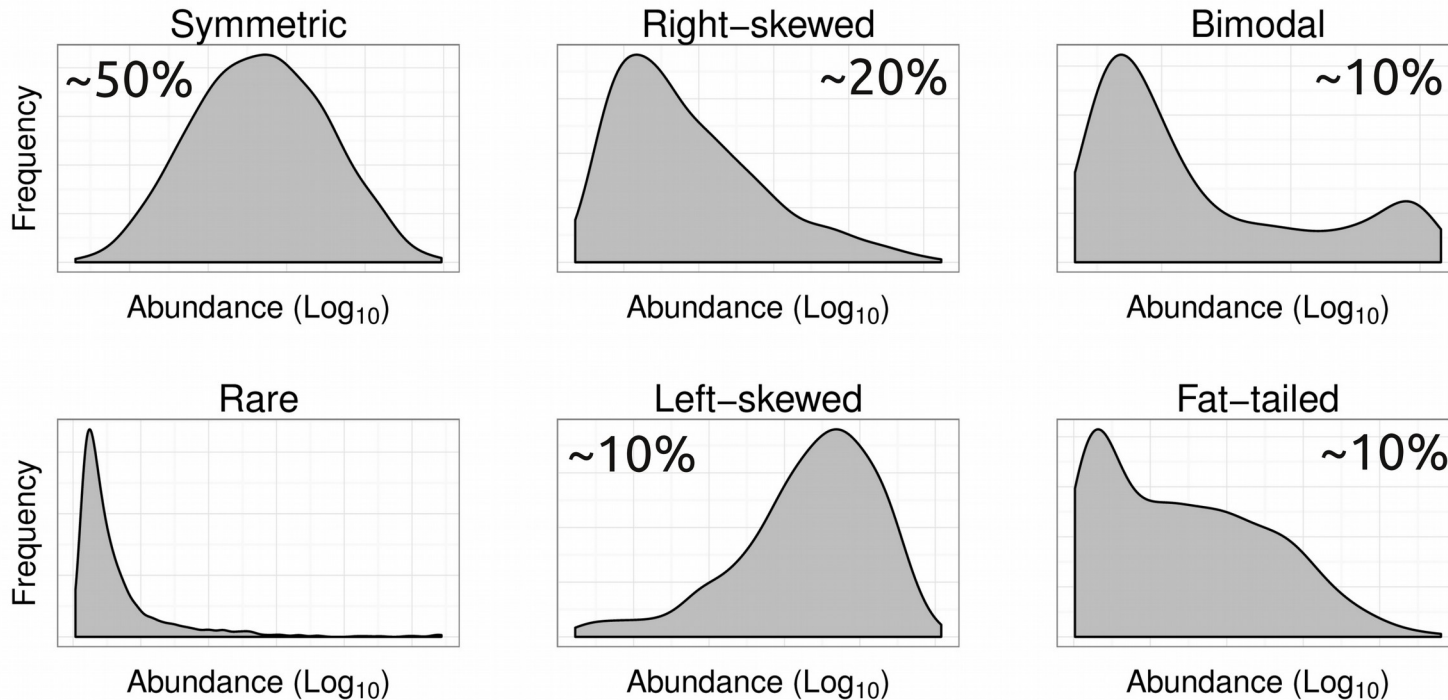 Symmetric
~50%
Frequency
Abundance (Log₁₀)
Right−skewed
~20%
Abundance (Log₁₀)
Bimodal
~10%
Abundance (Log₁₀)
Rare
Frequency
Abundance (Log₁₀)
Left−skewed
~10%
Abundance (Log₁₀)
Fat−tailed
~10%
Abundance (Log₁₀)